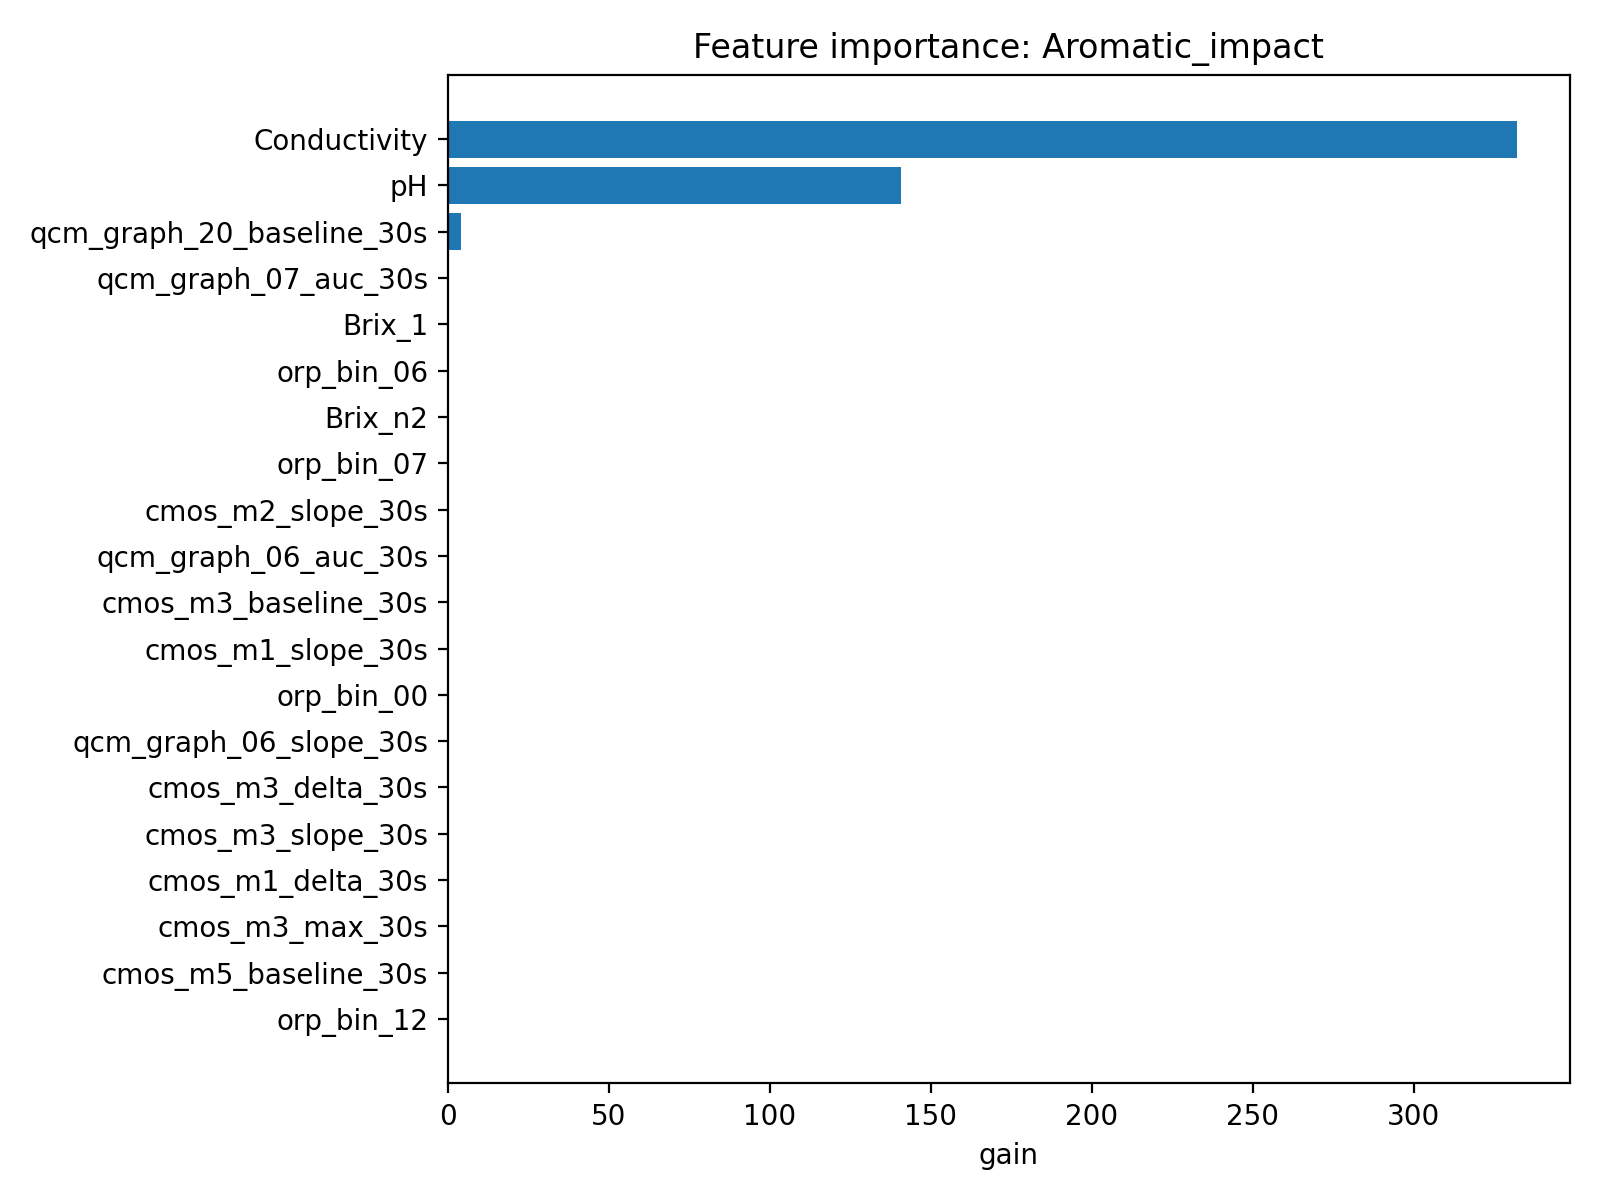 Feature importance: Aromatic_impact
Conductivity
pH
qcm_graph_20_baseline_30s
qcm_graph_07_auc_30s
Brix_1
orp_bin_06
Brix_n2
orp_bin_07
cmos_m2_slope_30s
qcm_graph_06_auc_30s
cmos_m3_baseline_30s
cmos_m1_slope_30s
orp_bin_00
qcm_graph_06_slope_30s
cmos_m3_delta_30s
cmos_m3_slope_30s
cmos_m1_delta_30s
cmos_m3_max_30s
cmos_m5_baseline_30s
orp_bin_12
0 50 100 150 200 250 300
gain